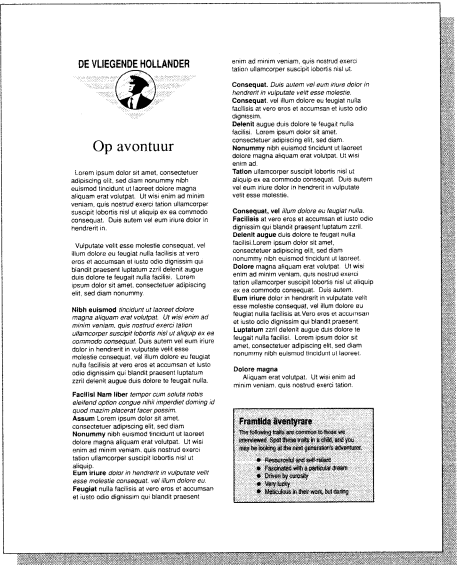 DE VLIEGENDE HOLLANDER
Op avontuur
Lorem ipsum dolor sit amet, consectetuer
adipiscing elit, sed diam nonummy nibh
euismod tincidunt ut laoreet dolore magna
aliquam erat volutpat. Ut wisi enim ad minim
veniam, quis nostrud exerci tation ullamcorper
suscipit lobortis nisl ut aliquip ex ea commodo
consequat. Duis autem vel eum iriure dolor in
hendrerit in.
Vulputate velit esse molestie consequat, vel
illum dolore eu feugiat nulla facilisis at vero
eros et accumsan et iusto odio dignissim qui
blandit praesent luptatum zzril delenit augue
duis dolore te feugait nulla facilisi. Lorem
ipsum dolor sit amet, consectetuer adipiscing
elit, sed diam nonummy.
Nibh euismod tincidunt ut laoreet dolore
magna aliquam erat volutpat. Ut wisi enim ad
minim veniam, quis nostrud exerci tation
ullamcorper suscipit lobortis nisl ut aliquip ex ea
commodo consequat. Duis autem vel eum iriure
dolor in hendrerit in vulputate velit esse
molestie consequat, vel illum dolore eu feugiat
nulla facilisis at vero eros et accumsan et iusto
odio dignissim qui blandit praesent luptatum
zzril delenit augue duis dolore te feugait nulla.
Facilisi Nam liber tempor cum soluta nobis
eleifend option congue nihil imperdiet doming id
quod mazim placerat facer possim.
Assum Lorem ipsum dolor sit amet,
consectetuer adipiscing elit, sed diam.
Nonummy nibh euismod tincidunt ut laoreet
dolore magna aliquam erat volutpat. Ut wisi
enim ad minim veniam, quis nostrud exerci
tation ullamcorper suscipit lobortis nisl ut
aliquip.
Eum iriure dolor in hendrerit in vulputate velit
esse molestie consequat, vel illum dolore eu.
Feugiat nulla facilisis at vero eros et accumsan
et iusto odio dignissim qui blandit praesent
enim ad minim veniam, quis nostrud exerci
tation ullamcorper suscipit lobortis nisl ut.
Consequat. Duis autem vel eum iriure dolor in
hendrerit in vulputate velit esse molestie.
Consequat, vel illum dolore eu feugiat nulla
facilisis at vero eros et accumsan et iusto odio
dignissim.
Delenit augue duis dolore te feugait nulla
facilisi. Lorem ipsum dolor sit amet,
consectetuer adipiscing elit, sed diam.
Nonummy nibh euismod tincidunt ut laoreet
dolore magna aliquam erat volutpat. Ut wisi
enim ad.
Tation ullamcorper suscipit lobortis nisl ut
aliquip ex ea commodo consequat. Duis autem
vel eum iriure dolor in hendrerit in vulputate
velit esse molestie.
Consequat, vel illum dolore eu feugiat nulla.
Facilisis at vero eros et accumsan et iusto odio
dignissim qui blandit praesent luptatum zzril.
Delenit augue duis dolore te feugait nulla
facilisi.Lorem ipsum dolor sit amet,
consectetuer adipiscing elit, sed diam nonummy
nibh euismod tincidunt ut laoreet.
Dolore magna aliquam erat volutpat. Ut wisi
enim ad minim veniam, quis nostrud exerci
tation ullamcorper suscipit lobortis nisl ut aliquip
ex ea commodo consequat. Duis autem.
Eum iriure dolor in hendrerit in vulputate velit
esse molestie consequat, vel illum dolore eu
feugiat nulla facilisis at Vero eros et accumsan
et iusto odio dignissim qui blandit praesent
Luptatum zzril delenit augue duis dolore te
feugait nulla facilisi. Lorem ipsum dolor sit
amet, consectetuer adipiscing elit, sed diam
nonummy nibh euismod tincidunt ut laoreet.
Dolore magna
Aliquam erat volutpat. Ut wisi enim ad
minim veniam, quis nostrud exerci tation.
Framtida äventyrare
The following traits are common to those we
interviewed. Spot these traits in a child, and you
may be looking at the next generation's adventurer.
● Resourceful and self-reliant
● Fascinated with a particular dream
● Driven by curiosity
● Very lucky
● Meticulous in their work, but daring